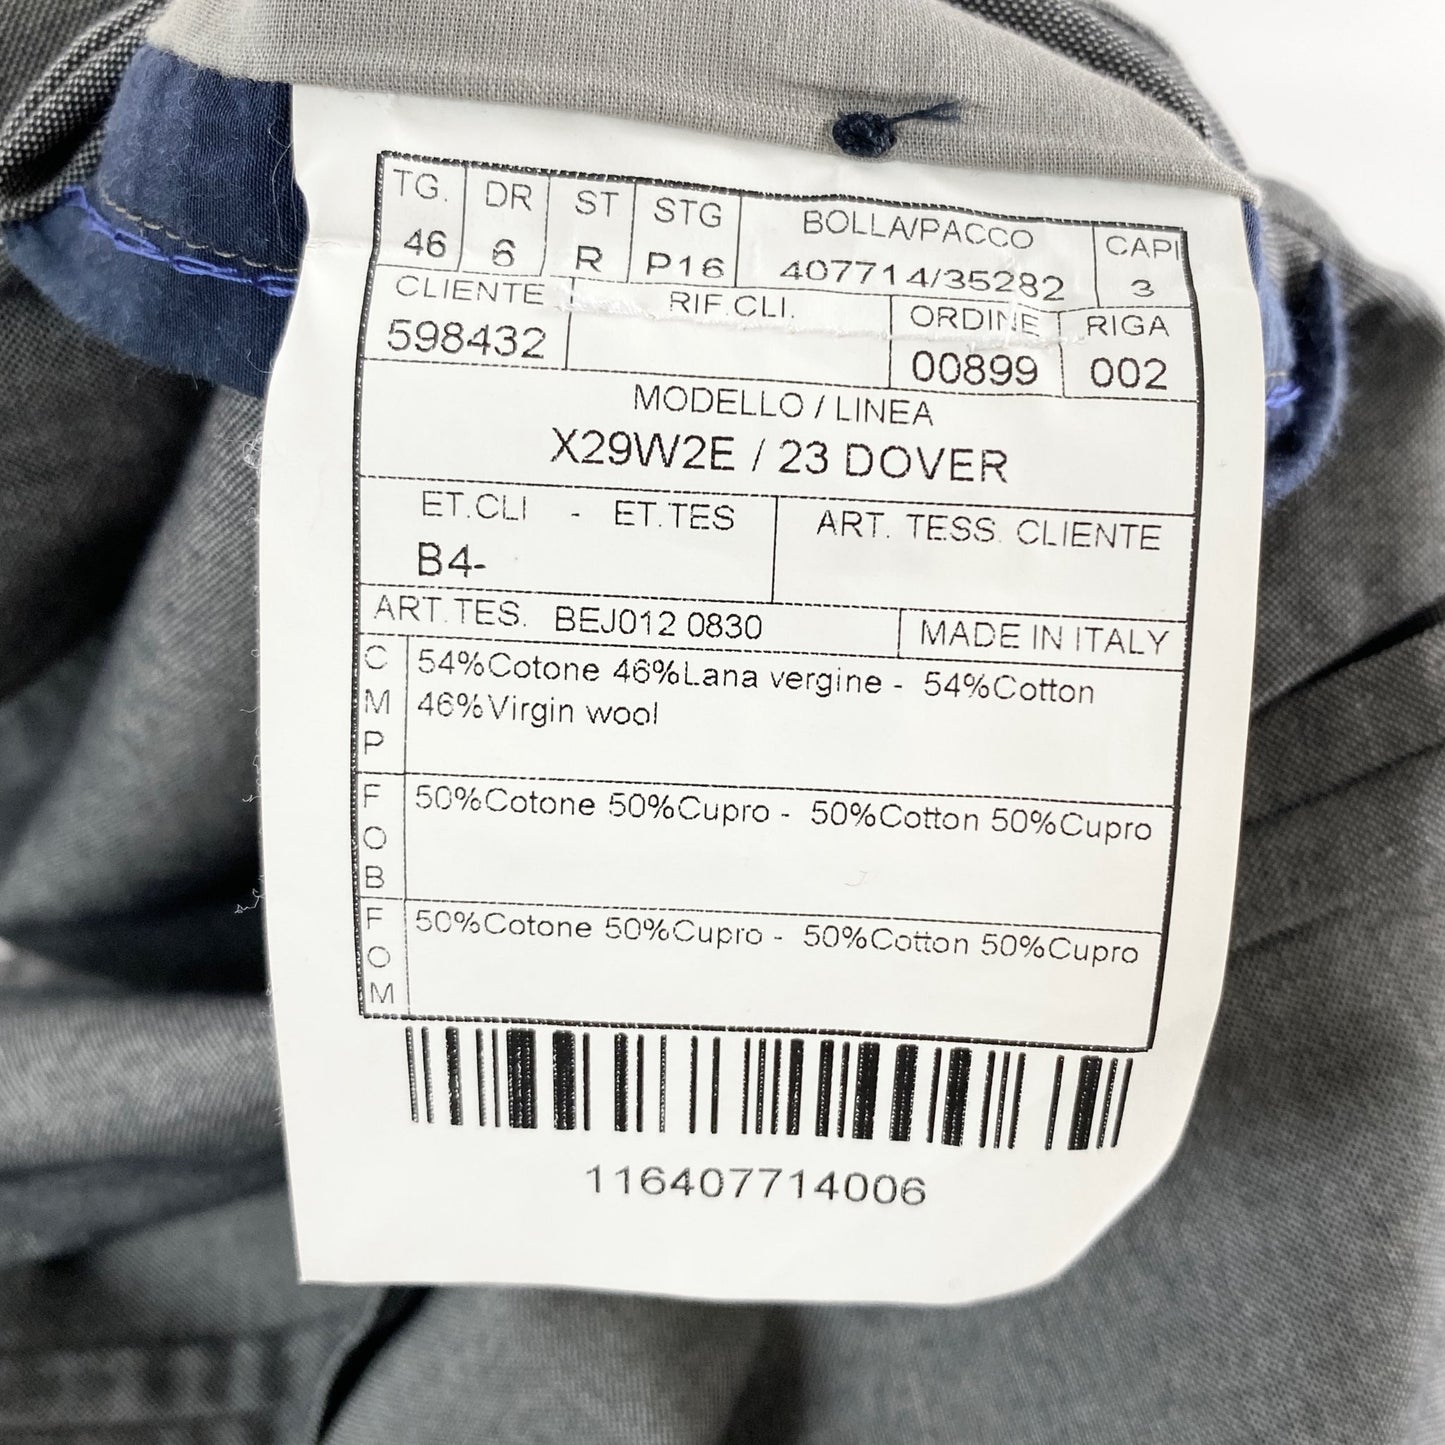 TG. DR ST STG BOLLA/PACCO CAPI
46 6 R P16 407714/35282 3
CLIENTE RIF.CLI. ORDINE RIGA
598432 00899 002
MODELLO / LINEA
X29W2E / 23 DOVER
ET.CLI - ET.TES ART. TESS. CLIENTE
B4-
ART.TES. BEJ012 0830 MADE IN ITALY
CMP 54%Cotone 46%Lana vergine - 54%Cotton
46%Virgin wool
FOB 50%Cotone 50%Cupro - 50%Cotton 50%Cupro
FOM 50%Cotone 50%Cupro - 50%Cotton 50%Cupro
116407714006